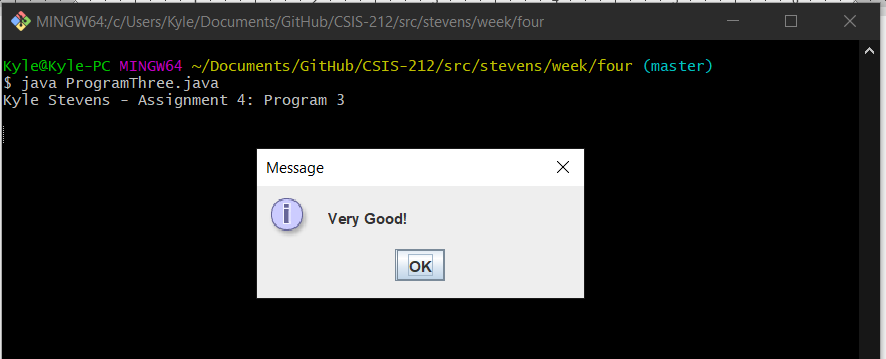 MINGW64:/c/Users/Kyle/Documents/GitHub/CSIS-212/src/stevens/week/four
Kyle@Kyle-PC MINGW64 ~/Documents/GitHub/CSIS-212/src/stevens/week/four (master)
$ java ProgramThree.java
Kyle Stevens - Assignment 4: Program 3
Message
i
Very Good!
OK